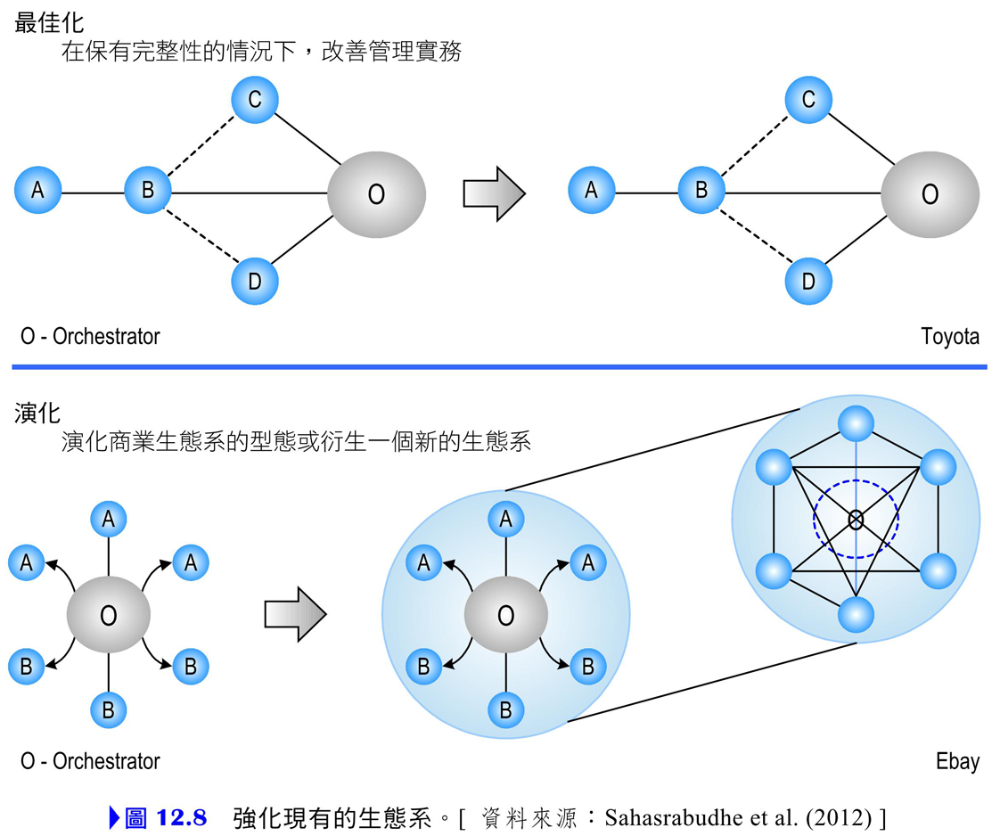 最佳化
在保有完整性的情況下，改善管理實務
C
A
B
O
D
C
A
B
O
D
O - Orchestrator
Toyota
演化
演化商業生態系的型態或衍生一個新的生態系
A
A
A
O
B
B
B
A
A
A
O
B
B
B
O
O - Orchestrator
Ebay
圖 12.8 強化現有的生態系。[ 資料來源：Sahasrabudhe et al. (2012) ]